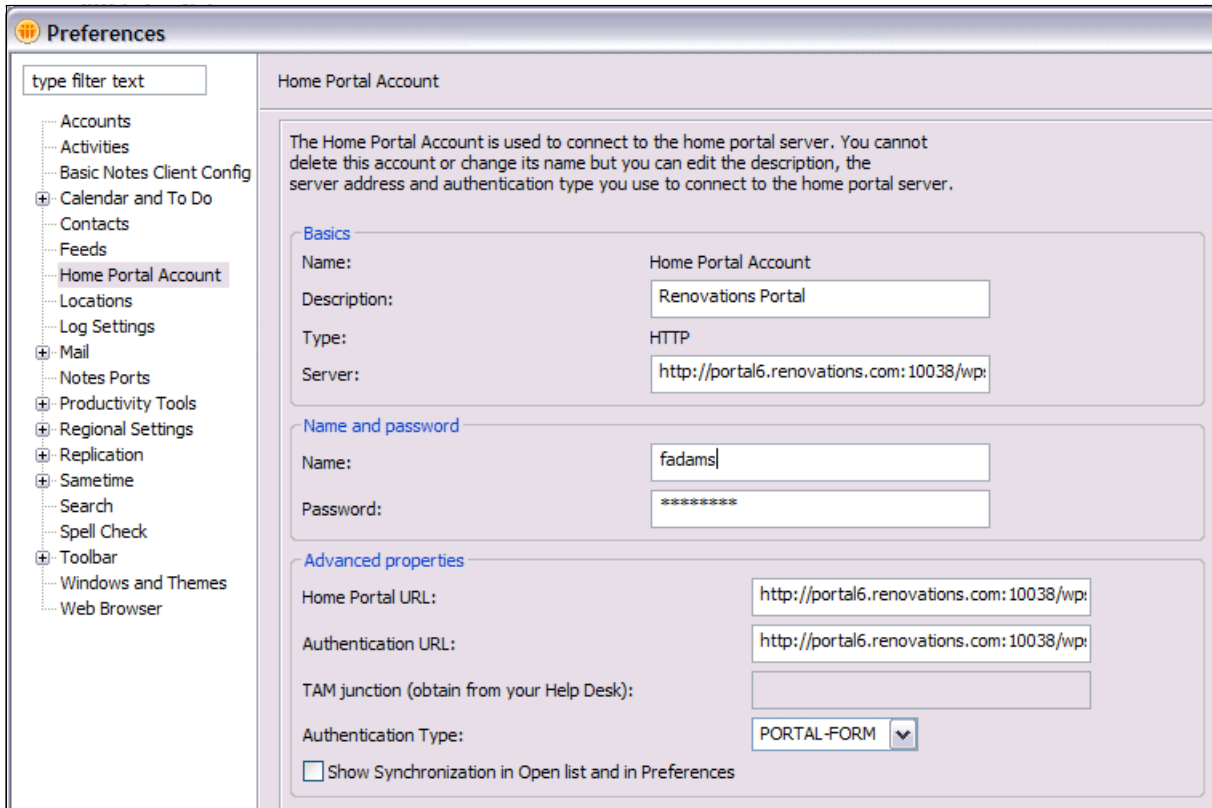 Preferences
type filter text
Accounts
Activities
Basic Notes Client Config
Calendar and To Do
Contacts
Feeds
Home Portal Account
Locations
Log Settings
Mail
Notes Ports
Productivity Tools
Regional Settings
Replication
Sametime
Search
Spell Check
Toolbar
Windows and Themes
Web Browser
Home Portal Account
The Home Portal Account is used to connect to the home portal server. You cannot
delete this account or change its name but you can edit the description, the
server address and authentication type you use to connect to the home portal server.
Basics
Name: Home Portal Account
Description: Renovations Portal
Type: HTTP
Server: http://portal6.renovations.com:10038/wps
Name and password
Name: fadams
Password: ********
Advanced properties
Home Portal URL: http://portal6.renovations.com:10038/wps
Authentication URL: http://portal6.renovations.com:10038/wps
TAM junction (obtain from your Help Desk):
Authentication Type: PORTAL-FORM
Show Synchronization in Open list and in Preferences